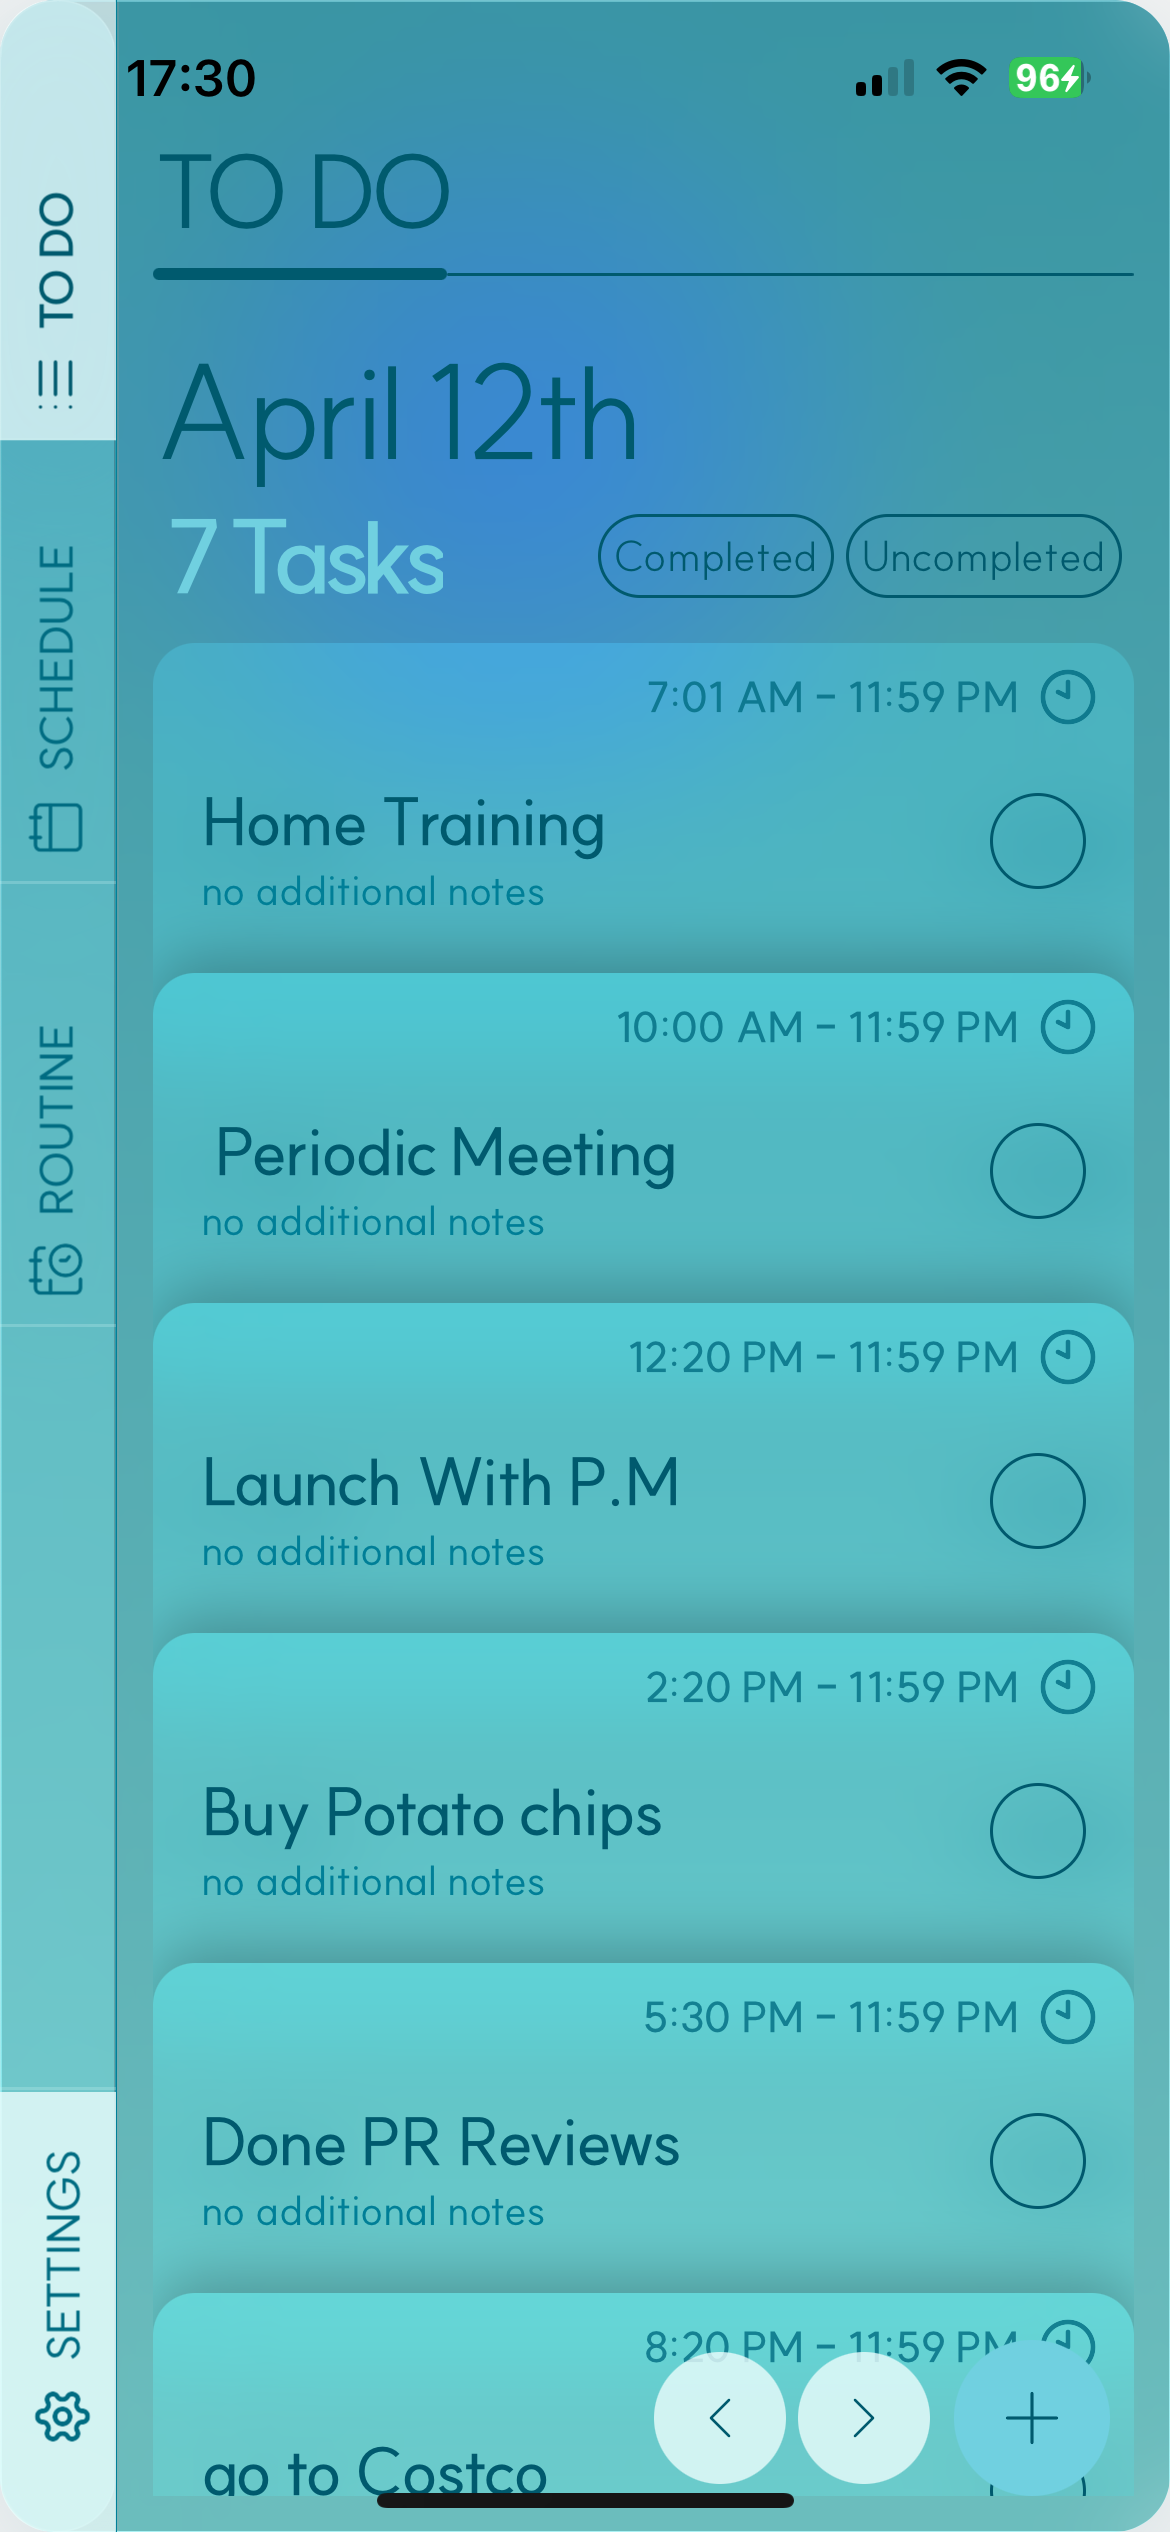 17:30
96
TO DO
TO DO
April 12th
7 Tasks
Completed
Uncompleted
SCHEDULE
7:01 AM - 11:59 PM
Home Training
no additional notes
10:00 AM - 11:59 PM
Periodic Meeting
no additional notes
ROUTINE
12:20 PM - 11:59 PM
Launch With P.M
no additional notes
2:20 PM - 11:59 PM
Buy Potato chips
no additional notes
5:30 PM - 11:59 PM
Done PR Reviews
no additional notes
SETTINGS
8:20 PM - 11:59 PM
go to Costco